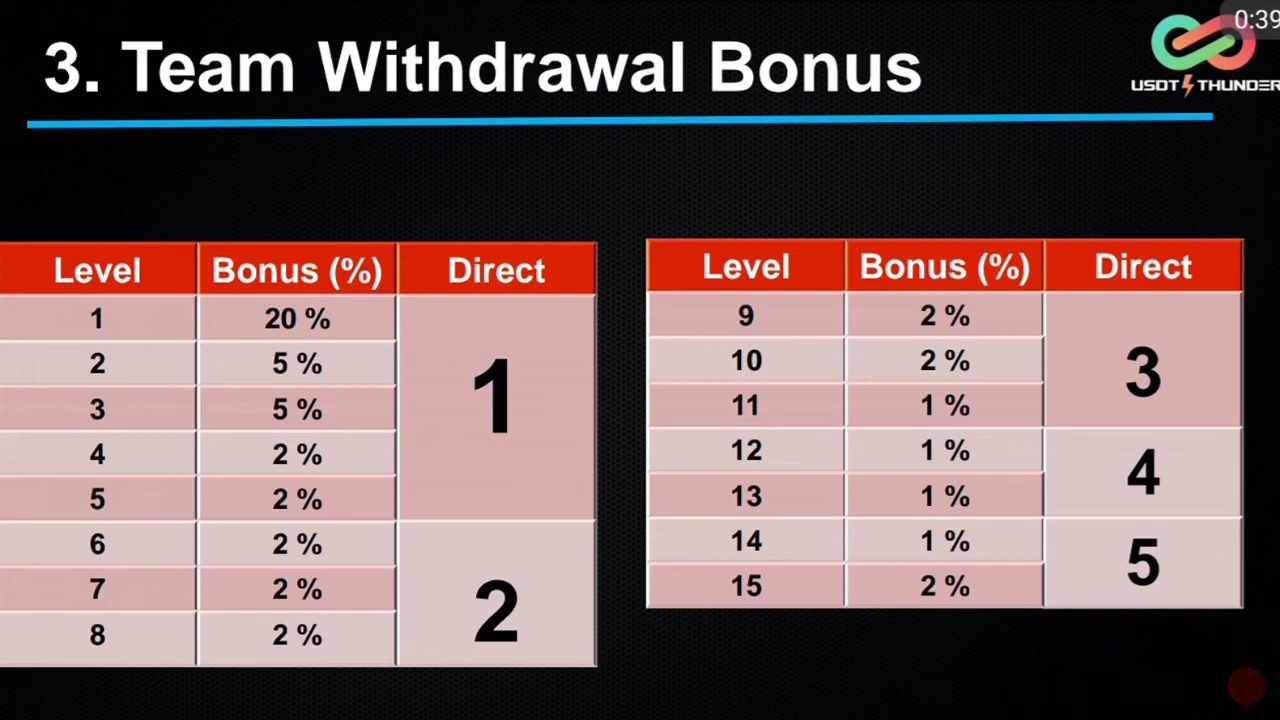 0:39
3. Team Withdrawal Bonus
USDT THUNDER
Level Bonus (%) Direct
1 20 % 1
2 5 %
3 5 %
4 2 %
5 2 %
6 2 % 2
7 2 %
8 2 %
Level Bonus (%) Direct
9 2 % 3
10 2 %
11 1 %
12 1 % 4
13 1 %
14 1 % 5
15 2 %